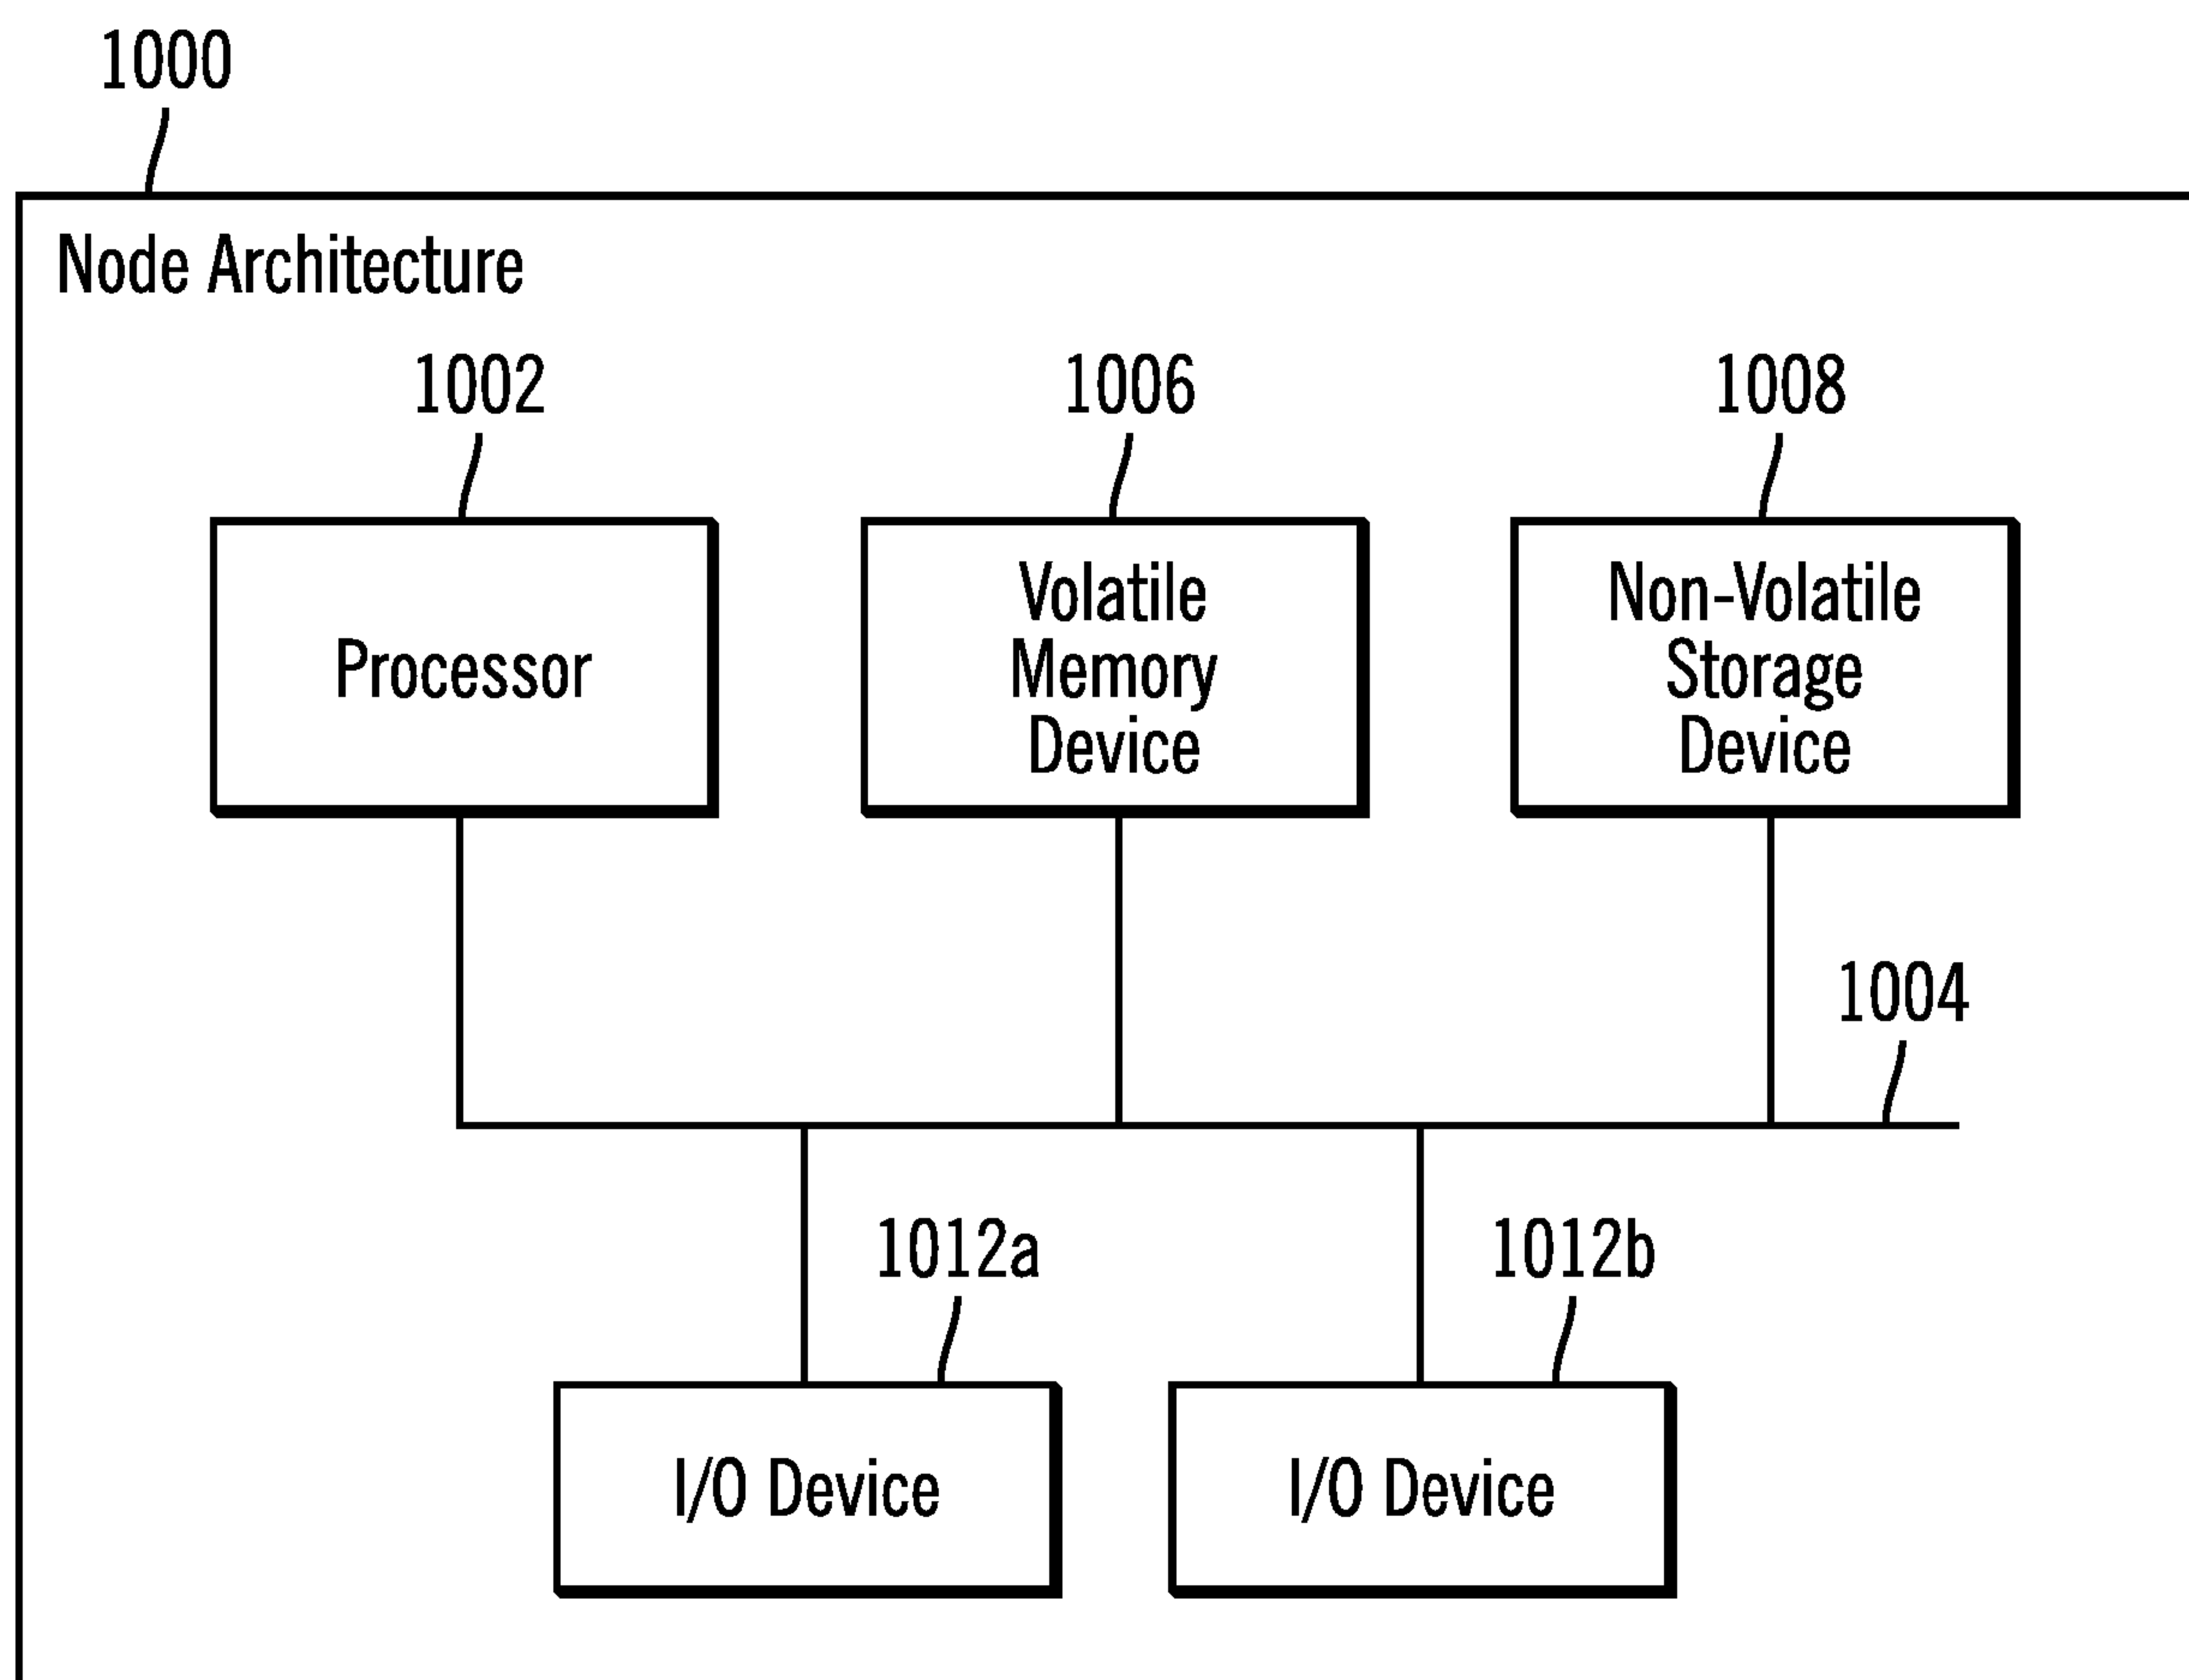 1000
Node Architecture
1002
1006
1008
Processor
Volatile
Memory
Device
Non-Volatile
Storage
Device
1004
1012a
1012b
I/O Device
I/O Device